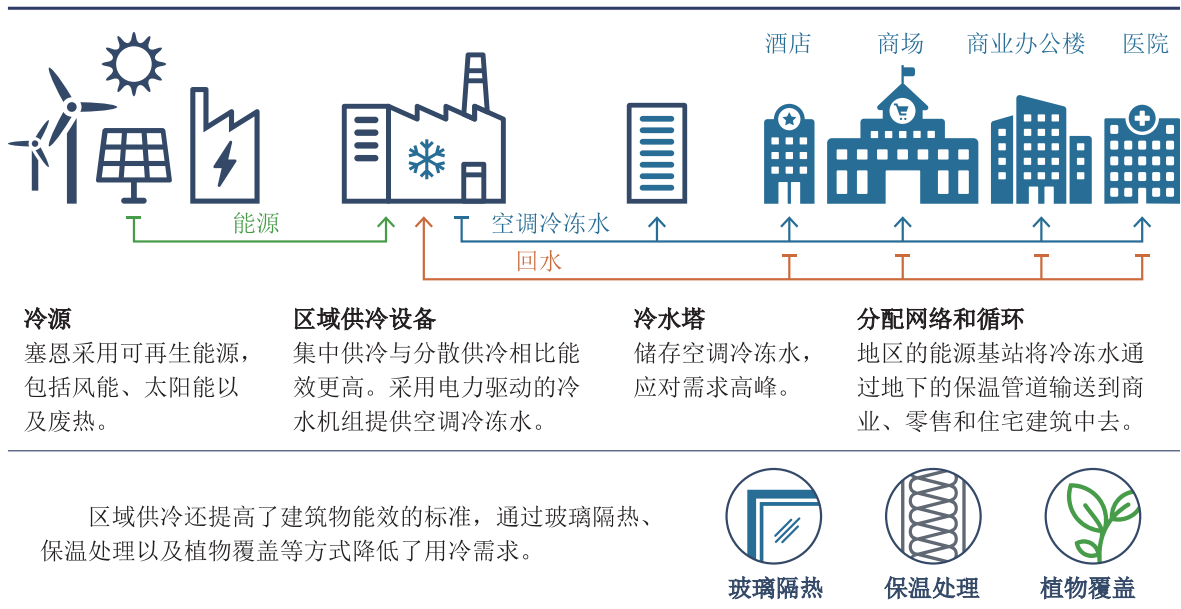 酒店
商场
商业办公楼
医院
能源
空调冷冻水
回水
冷源
塞恩采用可再生能源，
包括风能、太阳能以
及废热。
区域供冷设备
集中供冷与分散供冷相比能
效更高。采用电力驱动的冷
水机组提供空调冷冻水。
冷水塔
储存空调冷冻水，
应对需求高峰。
分配网络和循环
地区的能源基站将冷冻水通
过地下的保温管道输送到商
业、零售和住宅建筑中去。
区域供冷还提高了建筑物能效的标准，通过玻璃隔热、
保温处理以及植物覆盖等方式降低了用冷需求。
玻璃隔热
保温处理
植物覆盖